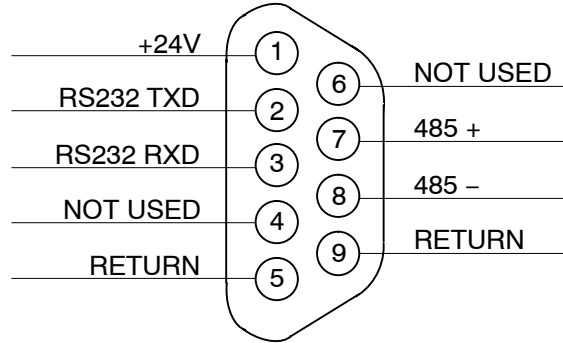 +24V
1
RS232 TXD
2
RS232 RXD
3
NOT USED
4
RETURN
5
6
NOT USED
7
485 +
8
485 –
9
RETURN